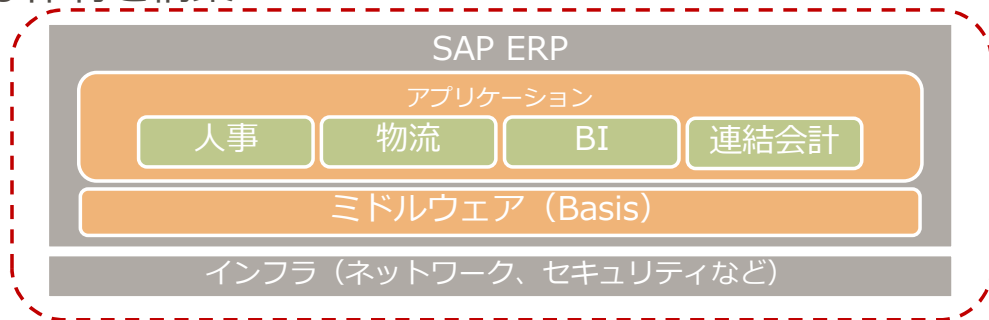 SAP ERP
アプリケーション
人事
物流
BI
連結会計
ミドルウェア（Basis）
インフラ（ネットワーク、セキュリティなど）